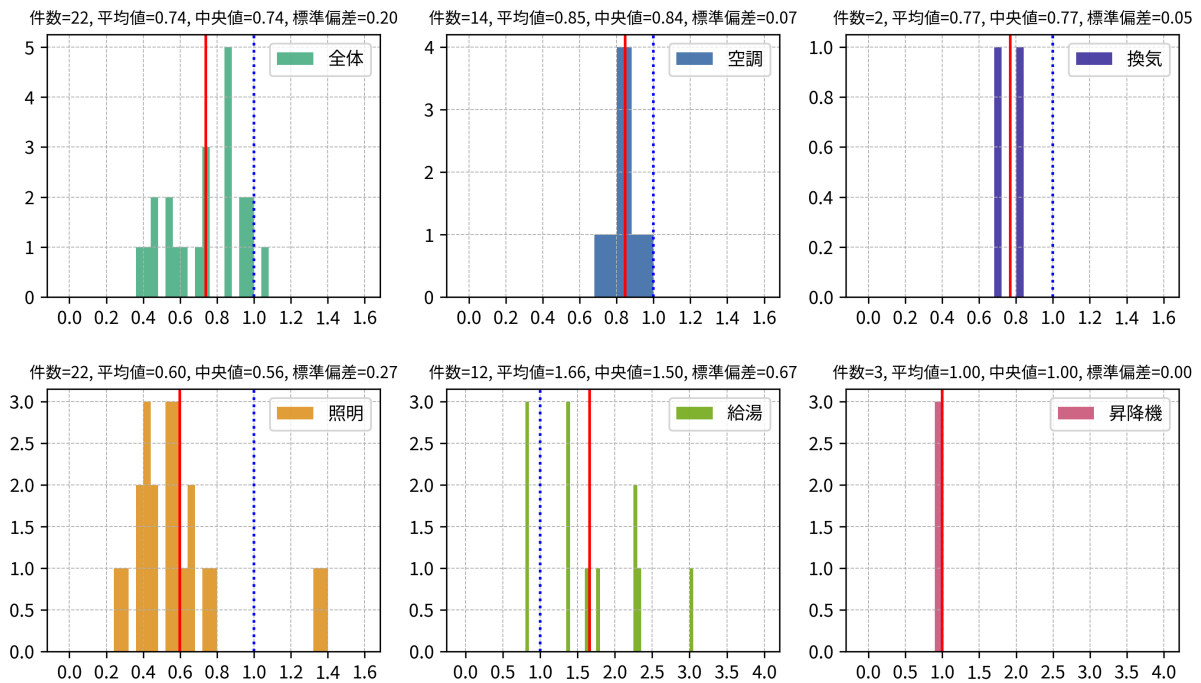 件数=22, 平均値=0.74, 中央値=0.74, 標準偏差=0.20
5
4
3
2
1
0
全体
0.0 0.2 0.4 0.6 0.8 1.0 1.2 1.4 1.6
件数=14, 平均値=0.85, 中央値=0.84, 標準偏差=0.07
4
3
2
1
0
空調
0.0 0.2 0.4 0.6 0.8 1.0 1.2 1.4 1.6
件数=2, 平均値=0.77, 中央値=0.77, 標準偏差=0.05
1.0
0.8
0.6
0.4
0.2
0.0
換気
0.0 0.2 0.4 0.6 0.8 1.0 1.2 1.4 1.6
件数=22, 平均値=0.60, 中央値=0.56, 標準偏差=0.27
3.0
2.5
2.0
1.5
1.0
0.5
0.0
照明
0.0 0.2 0.4 0.6 0.8 1.0 1.2 1.4 1.6
件数=12, 平均値=1.66, 中央値=1.50, 標準偏差=0.67
3.0
2.5
2.0
1.5
1.0
0.5
0.0
給湯
0.0 0.5 1.0 1.5 2.0 2.5 3.0 3.5 4.0
件数=3, 平均値=1.00, 中央値=1.00, 標準偏差=0.00
3.0
2.5
2.0
1.5
1.0
0.5
0.0
昇降機
0.0 0.5 1.0 1.5 2.0 2.5 3.0 3.5 4.0